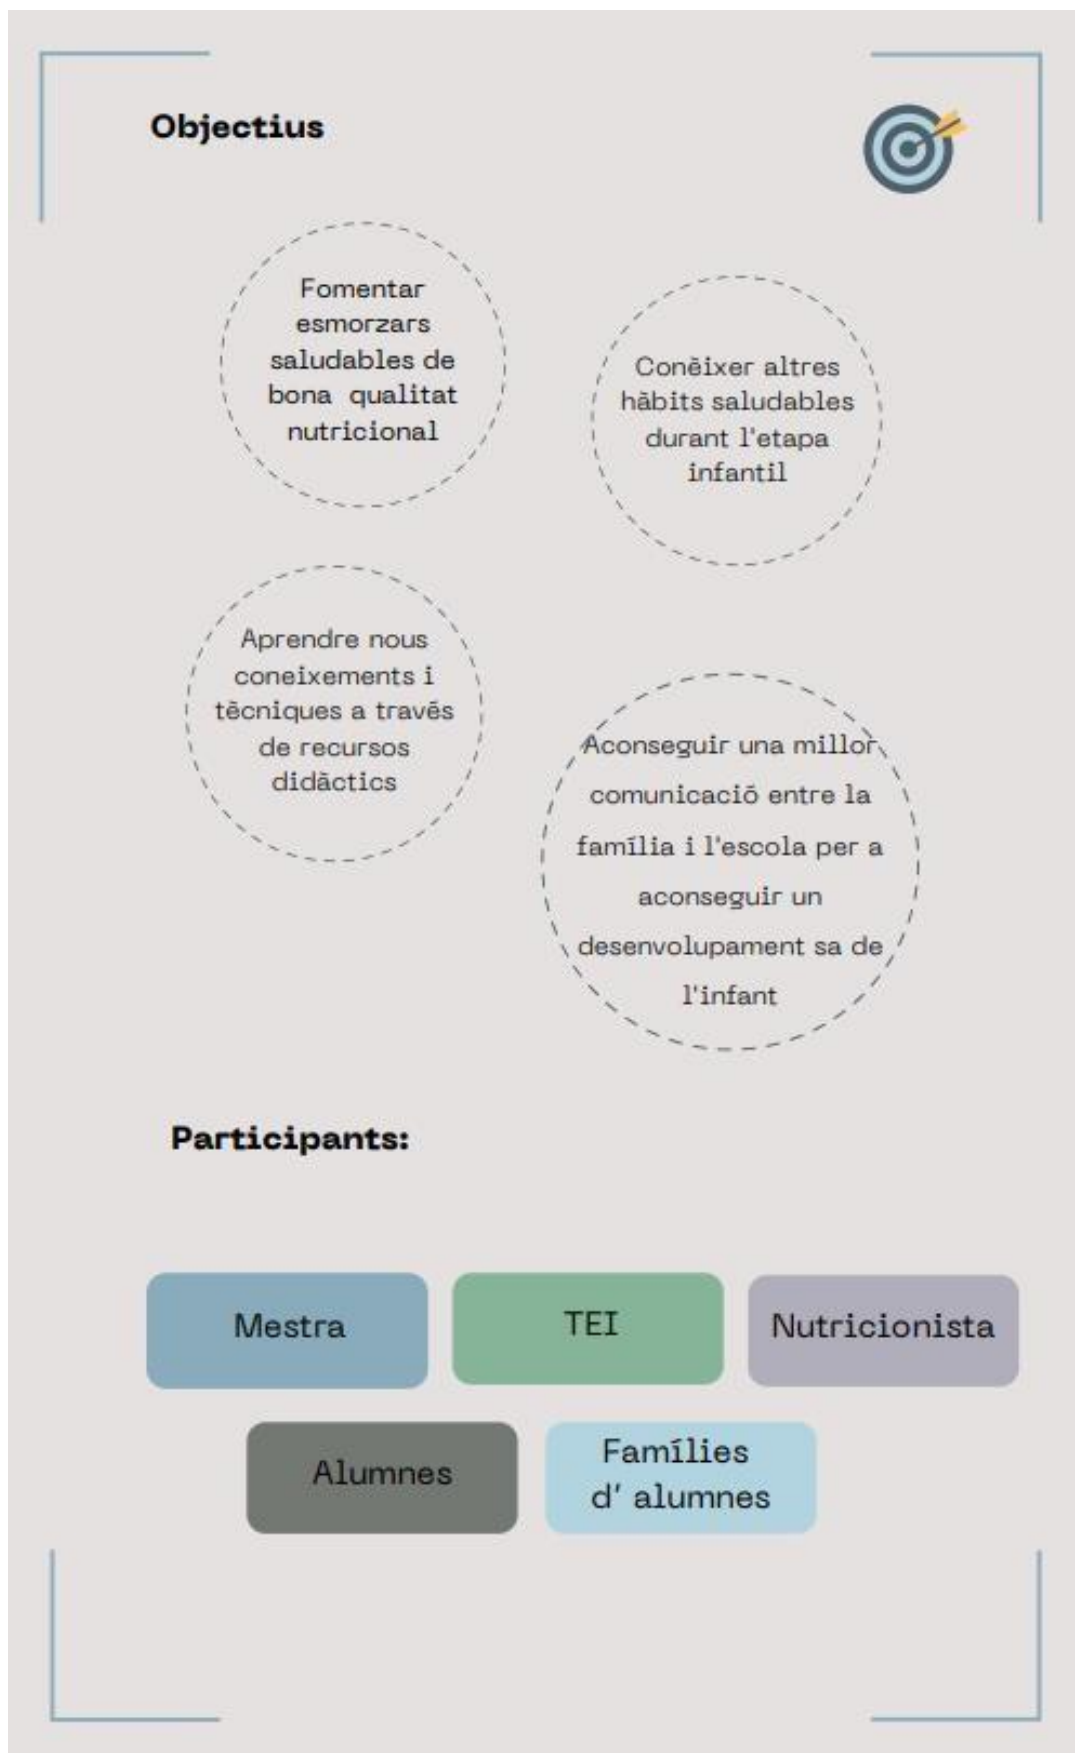 Objectius
Fomentar
esmorzars
saludables de
bona qualitat
nutricional
Conèixer altres
hàbits saludables
durant l'etapa
infantil
Aprendre nous
coneixements i
tècniques a través
de recursos
didàctics
Aconseguir una millor
comunicació entre la
família i l'escola per a
aconseguir un
desenvolupament sa de
l'infant
Participants:
Mestra
TEI
Nutricionista
Alumnes
Famílies
d' alumnes